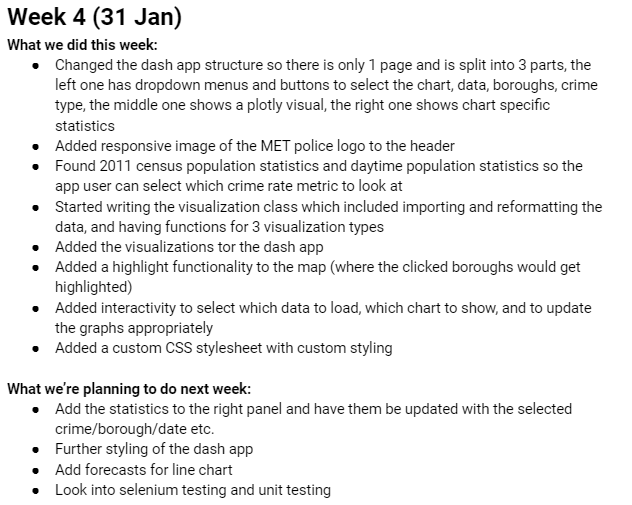 Week 4 (31 Jan)
What we did this week:
● Changed the dash app structure so there is only 1 page and is split into 3 parts, the
left one has dropdown menus and buttons to select the chart, data, boroughs, crime
type, the middle one shows a plotly visual, the right one shows chart specific
statistics
● Added responsive image of the MET police logo to the header
● Found 2011 census population statistics and daytime population statistics so the
app user can select which crime rate metric to look at
● Started writing the visualization class which included importing and reformatting the
data, and having functions for 3 visualization types
● Added the visualizations tor the dash app
● Added a highlight functionality to the map (where the clicked boroughs would get
highlighted)
● Added interactivity to select which data to load, which chart to show, and to update
the graphs appropriately
● Added a custom CSS stylesheet with custom styling
What we're planning to do next week:
● Add the statistics to the right panel and have them be updated with the selected
crime/borough/date etc.
● Further styling of the dash app
● Add forecasts for line chart
● Look into selenium testing and unit testing